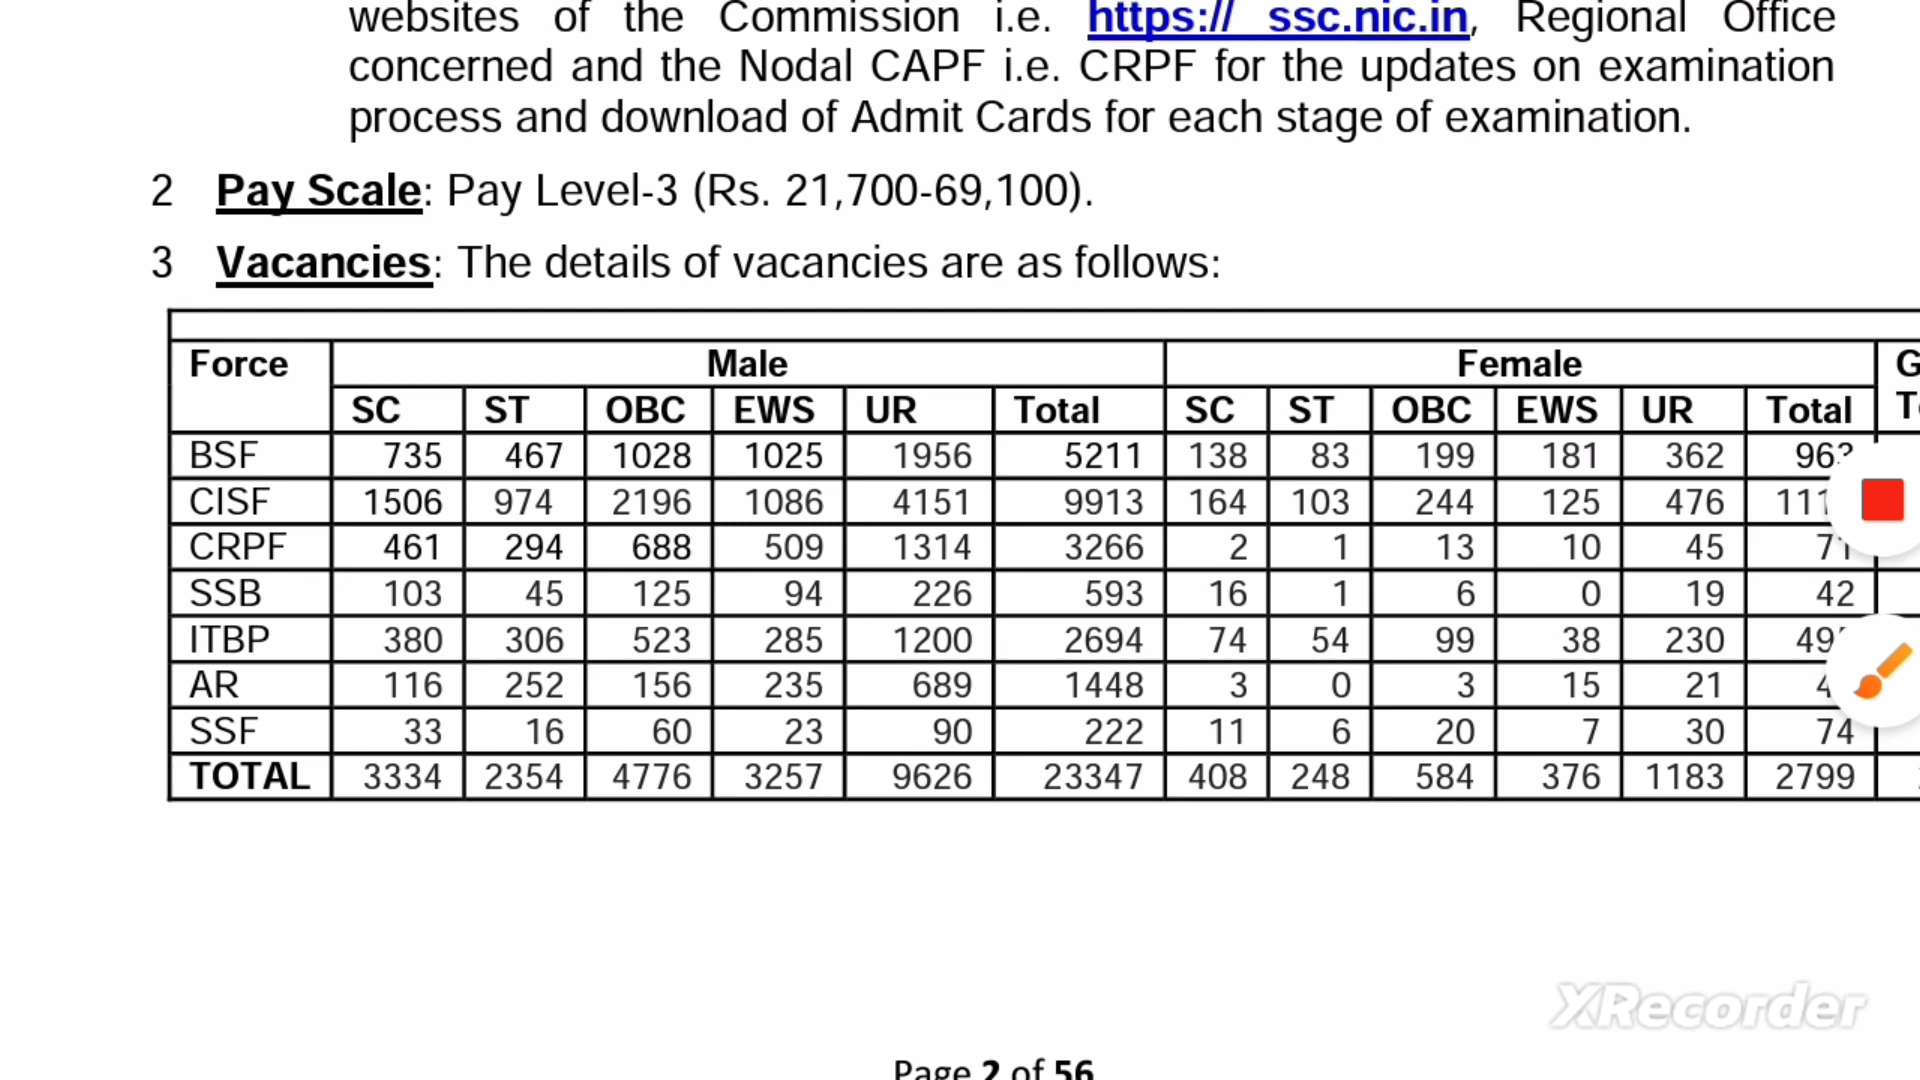 websites of the Commission i.e. https:// ssc.nic.in, Regional Office
concerned and the Nodal CAPF i.e. CRPF for the updates on examination
process and download of Admit Cards for each stage of examination.
2 Pay Scale: Pay Level-3 (Rs. 21,700-69,100).
3 Vacancies: The details of vacancies are as follows:
Force Male Female
SC ST OBC EWS UR Total SC ST OBC EWS UR Total
BSF 735 467 1028 1025 1956 5211 138 83 199 181 362
CISF 1506 974 2196 1086 4151 9913 164 103 244 125 476
CRPF 461 294 688 509 1314 3266 2 1 13 10 45 71
SSB 103 45 125 94 226 593 16 1 6 0 19 42
ITBP 380 306 523 285 1200 2694 74 54 99 38 230
AR 116 252 156 235 689 1448 3 0 3 15 21
SSF 33 16 60 23 90 222 11 6 20 7 30 74
TOTAL 3334 2354 4776 3257 9626 23347 408 248 584 376 1183 2799
XRecorder
Page 2 of 56